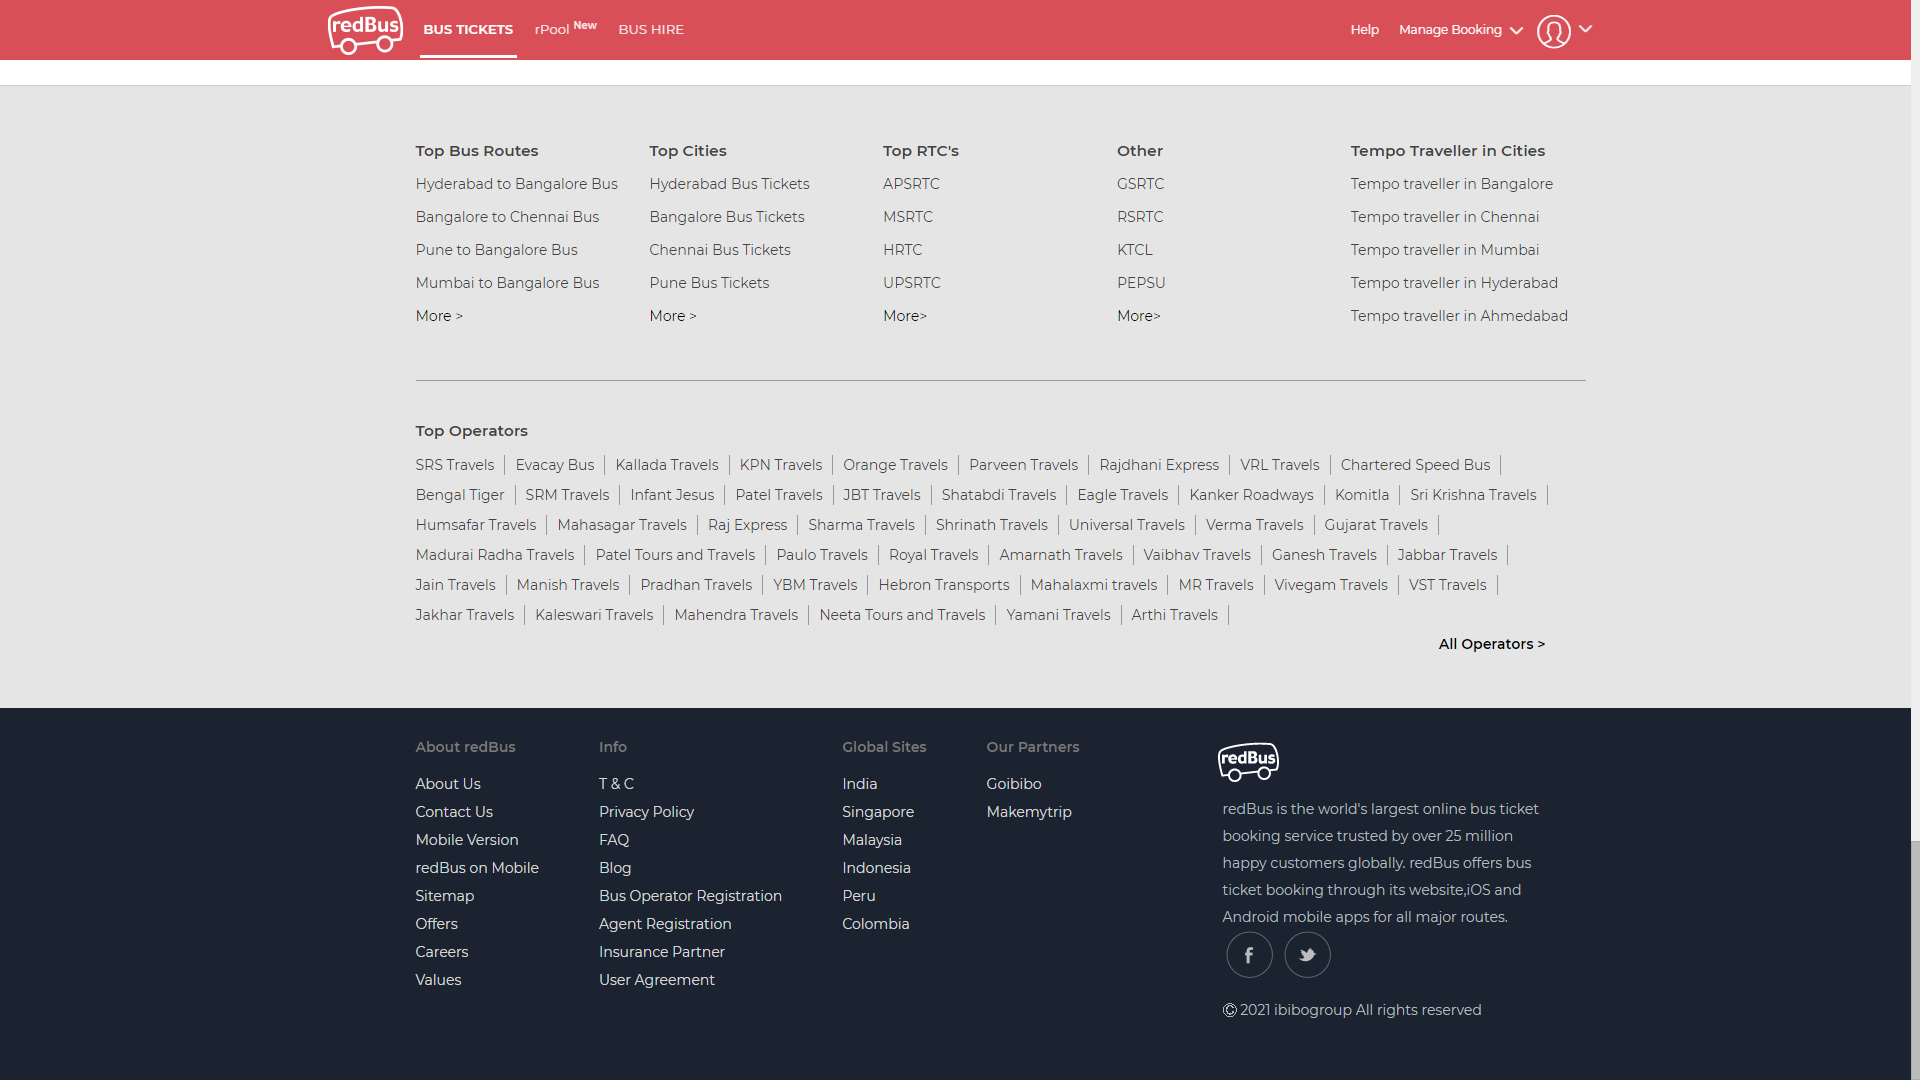 redBus BUS TICKETS rPool New BUS HIRE Help Manage Booking
Top Bus Routes
Hyderabad to Bangalore Bus
Bangalore to Chennai Bus
Pune to Bangalore Bus
Mumbai to Bangalore Bus
More >
Top Cities
Hyderabad Bus Tickets
Bangalore Bus Tickets
Chennai Bus Tickets
Pune Bus Tickets
More >
Top RTC's
APSRTC
MSRTC
HRTC
UPSRTC
More>
Other
GSRTC
RSRTC
KTCL
PEPSU
More>
Tempo Traveller in Cities
Tempo traveller in Bangalore
Tempo traveller in Chennai
Tempo traveller in Mumbai
Tempo traveller in Hyderabad
Tempo traveller in Ahmedabad
Top Operators
SRS Travels Evacay Bus Kallada Travels KPN Travels Orange Travels Parveen Travels Rajdhani Express VRL Travels Chartered Speed Bus
Bengal Tiger SRM Travels Infant Jesus Patel Travels JBT Travels Shatabdi Travels Eagle Travels Kanker Roadways Komitla Sri Krishna Travels
Humsafar Travels Mahasagar Travels Raj Express Sharma Travels Shrinath Travels Universal Travels Verma Travels Gujarat Travels
Madurai Radha Travels Patel Tours and Travels Paulo Travels Royal Travels Amarnath Travels Vaibhav Travels Ganesh Travels Jabbar Travels
Jain Travels Manish Travels Pradhan Travels YBM Travels Hebron Transports Mahalaxmi travels MR Travels Vivegam Travels VST Travels
Jakhar Travels Kaleswari Travels Mahendra Travels Neeta Tours and Travels Yamani Travels Arthi Travels
All Operators >
About redBus
About Us
Contact Us
Mobile Version
redBus on Mobile
Sitemap
Offers
Careers
Values
Info
T & C
Privacy Policy
FAQ
Blog
Bus Operator Registration
Agent Registration
Insurance Partner
User Agreement
Global Sites
India
Singapore
Malaysia
Indonesia
Peru
Colombia
Our Partners
Goibibo
Makemytrip
redBus
redBus is the world's largest online bus ticket
booking service trusted by over 25 million
happy customers globally. redBus offers bus
ticket booking through its website,iOS and
Android mobile apps for all major routes.
© 2021 ibibogroup All rights reserved